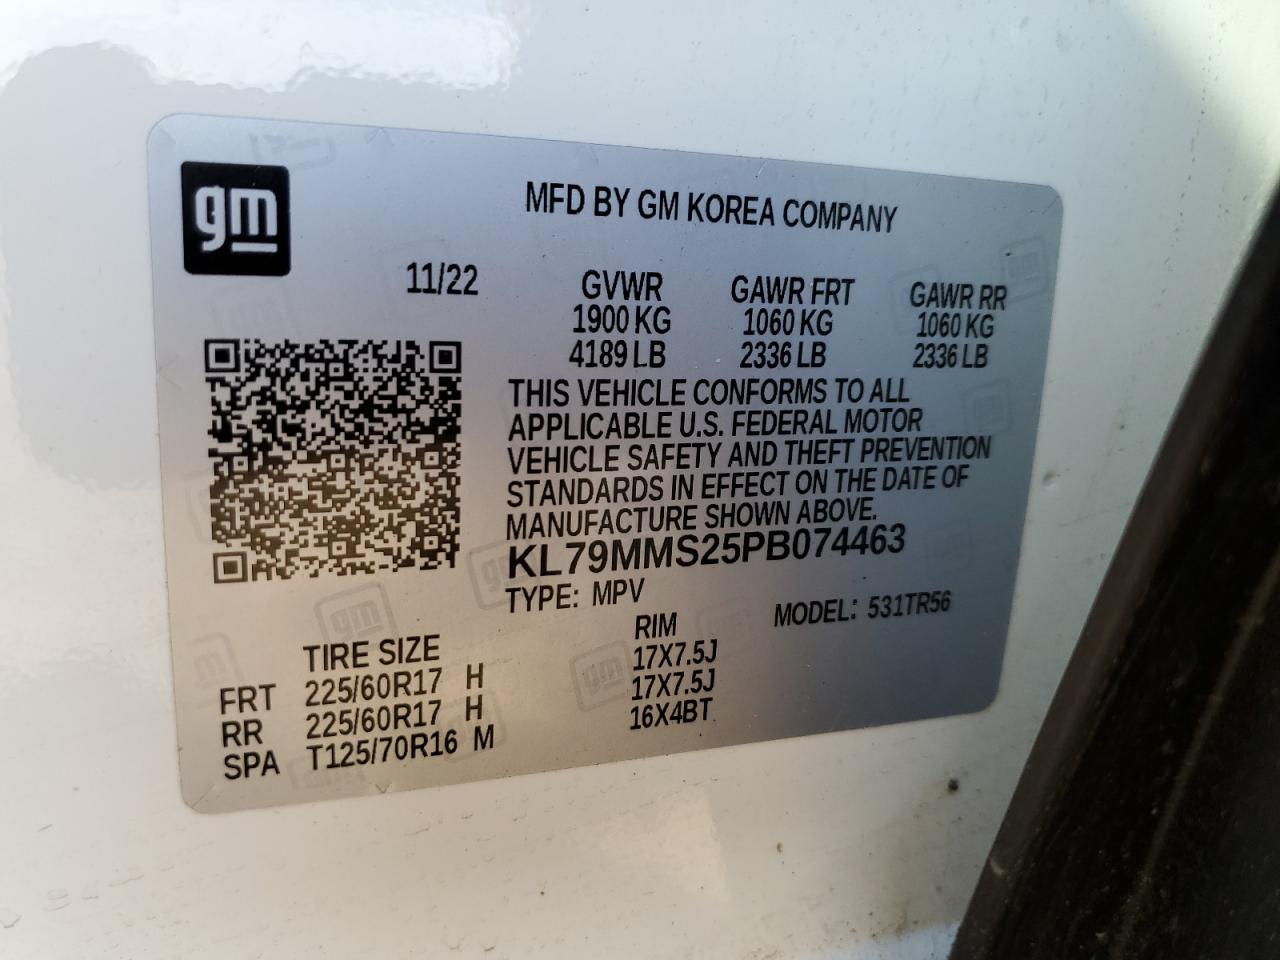 gm
MFD BY GM KOREA COMPANY
11/22 GVWR GAWR FRT GAWR RR
1900 KG 1060 KG 1060 KG
4189 LB 2336 LB 2336 LB
THIS VEHICLE CONFORMS TO ALL
APPLICABLE U.S. FEDERAL MOTOR
VEHICLE SAFETY AND THEFT PREVENTION
STANDARDS IN EFFECT ON THE DATE OF
MANUFACTURE SHOWN ABOVE.
KL79MMS25PB074463
TYPE: MPV MODEL: 531TR56
TIRE SIZE RIM
FRT 225/60R17 H 17X7.5J
RR 225/60R17 H 17X7.5J
SPA T125/70R16 M 16X4BT